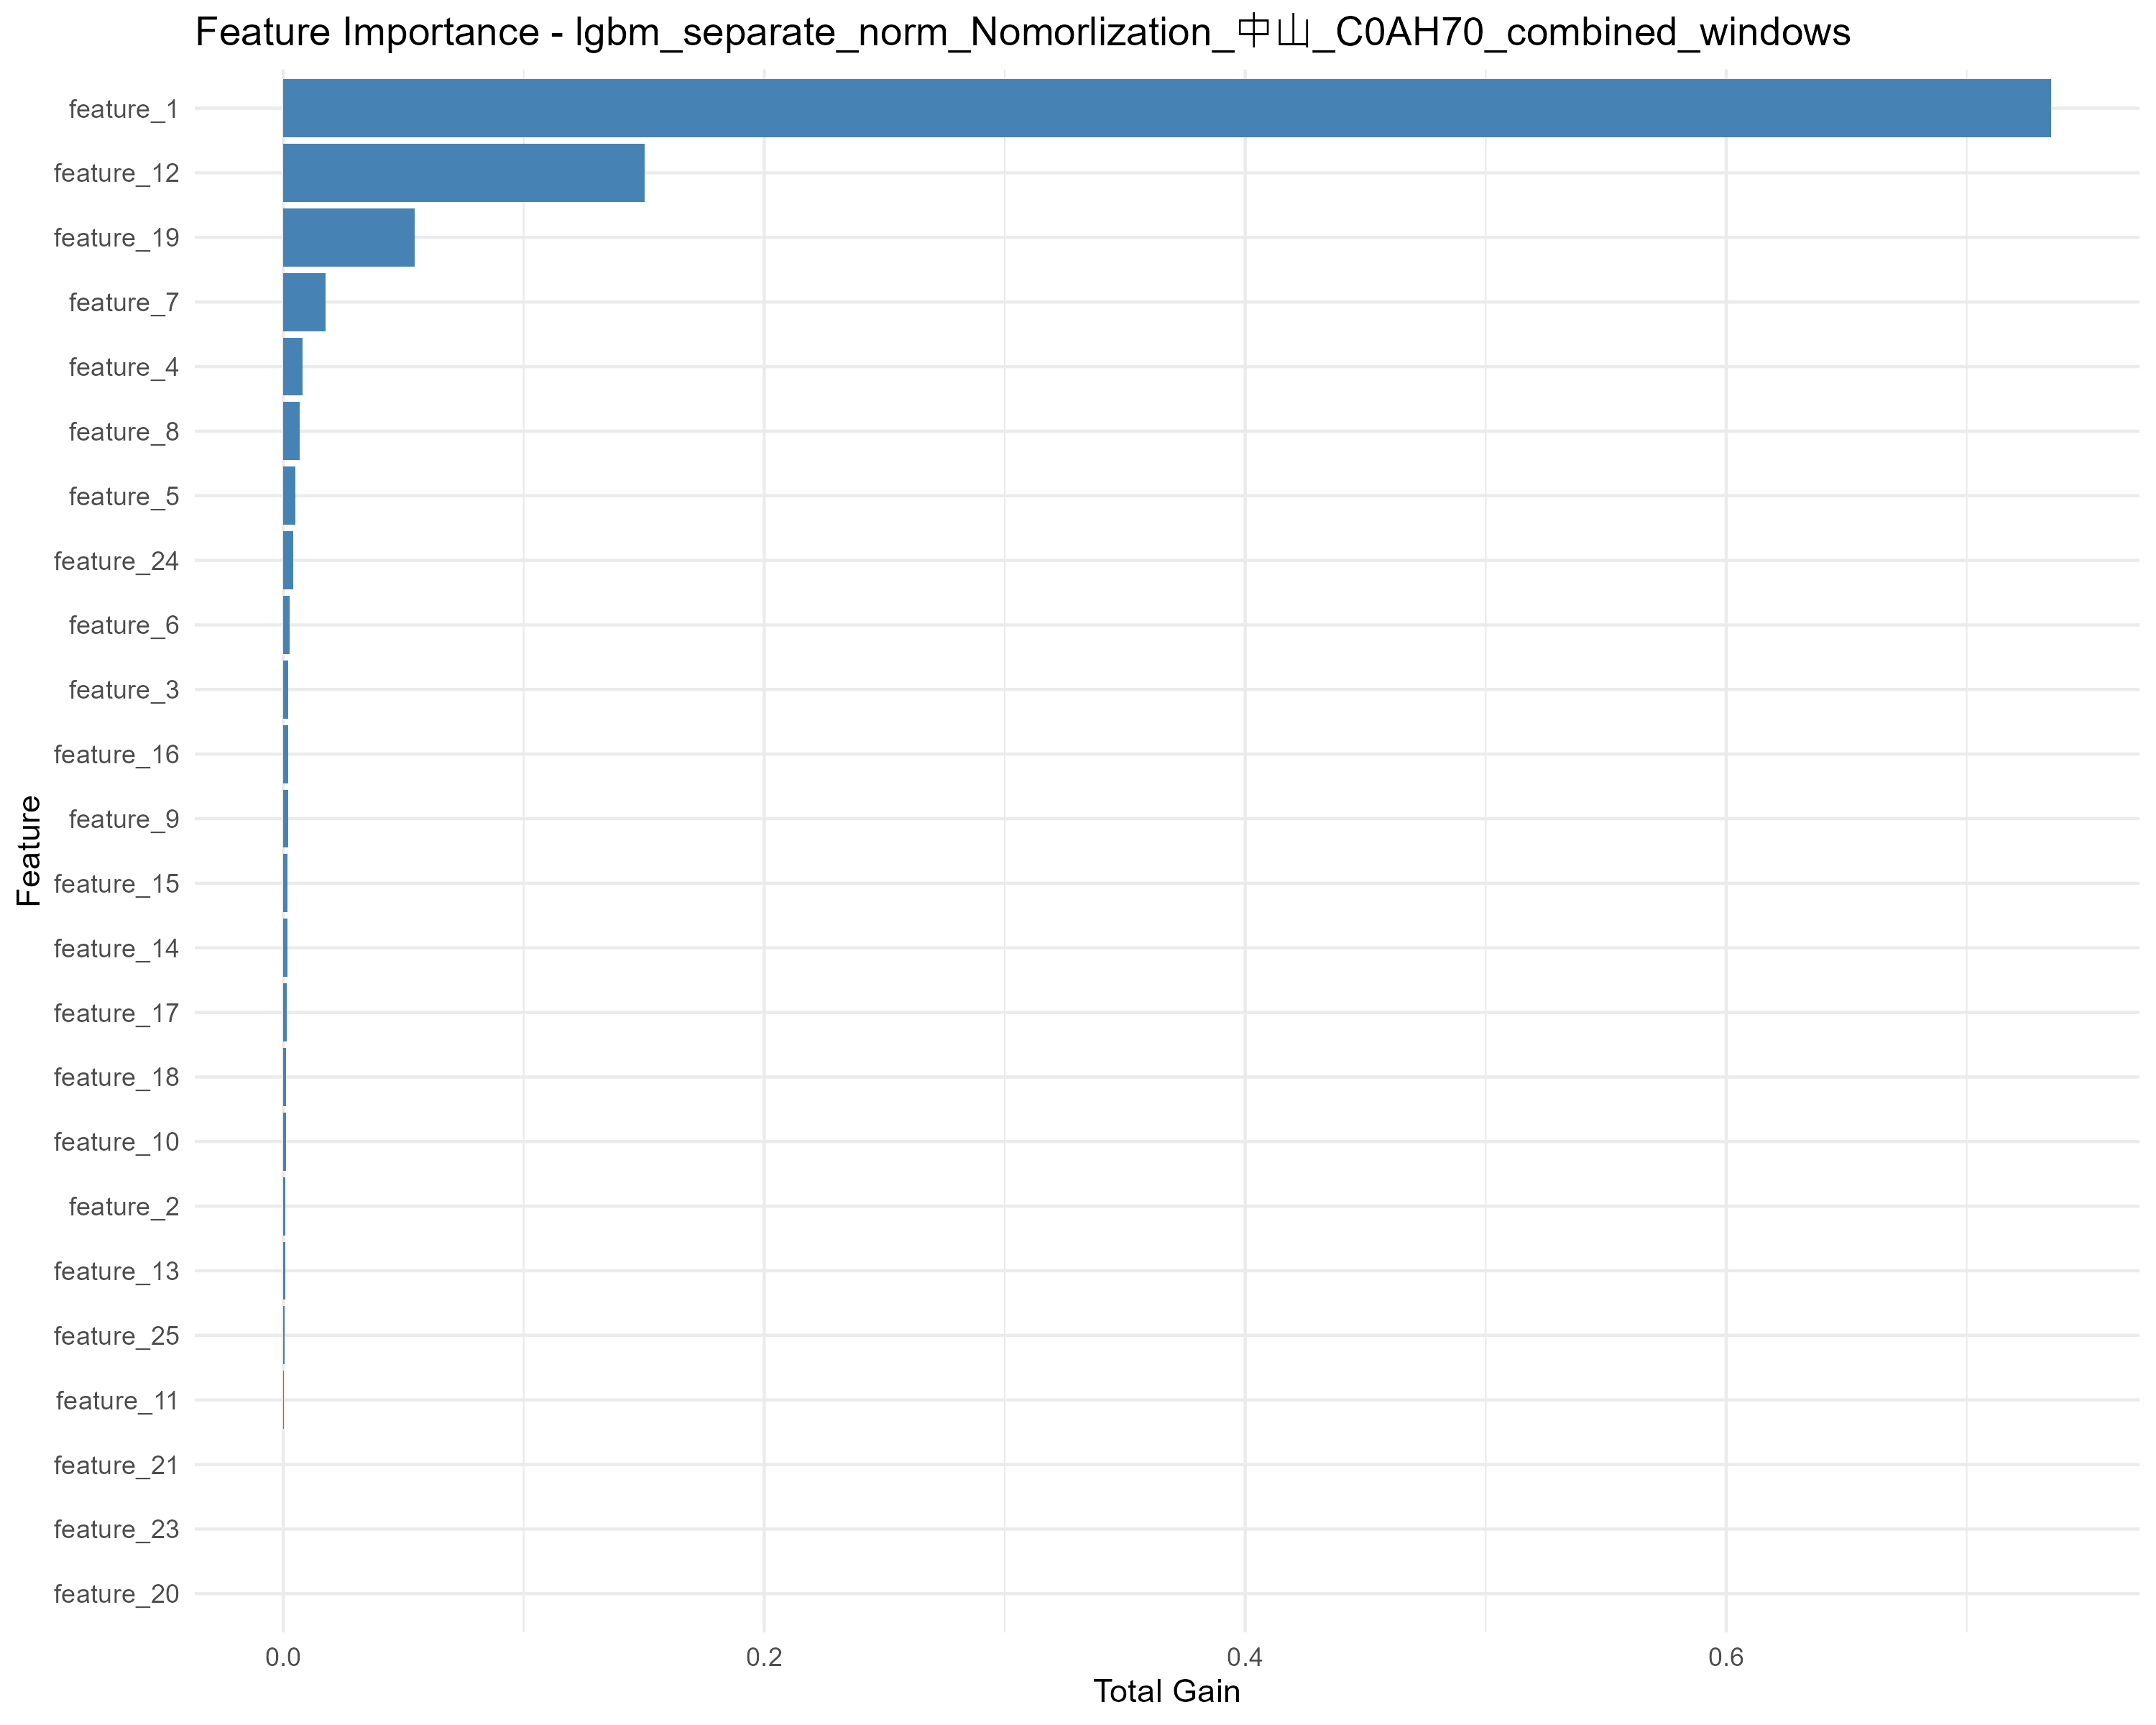 Feature Importance - lgbm_separate_norm_Nomorlization_中山_C0AH70_combined_windows
feature_1
feature_12
feature_19
feature_7
feature_4
feature_8
feature_5
feature_24
feature_6
feature_3
feature_16
feature_9
feature_15
feature_14
feature_17
feature_18
feature_10
feature_2
feature_13
feature_25
feature_11
feature_21
feature_23
feature_20
Feature
0.0 0.2 0.4 0.6
Total Gain